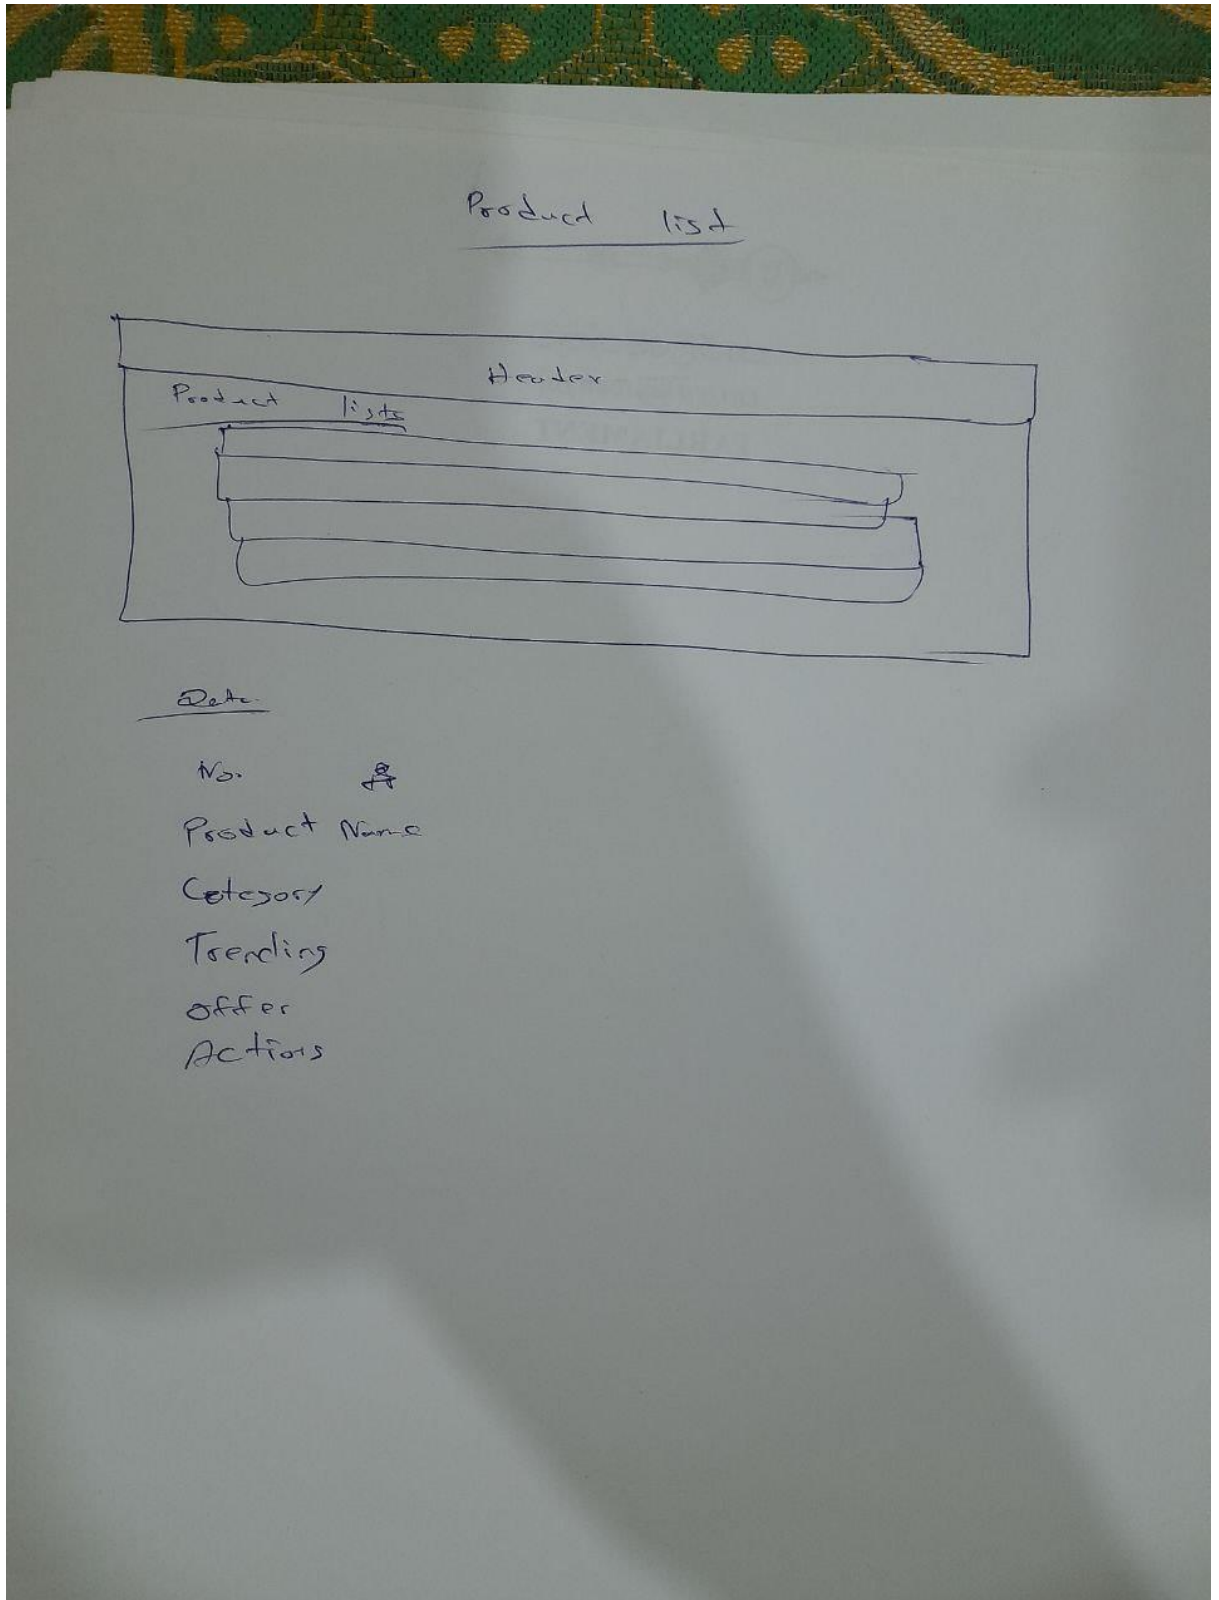 Product list
Header
Product lists
Data
No.
Product Name
Category
Trending
offer
Actions